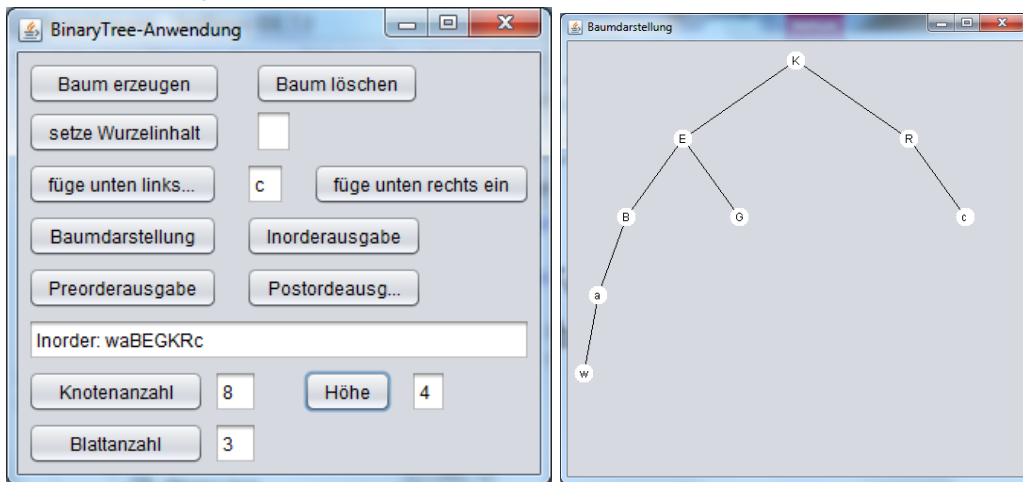 BinaryTree-Anwendung
Baum erzeugen Baum löschen
setze Wurzelinhalt
füge unten links... c füge unten rechts ein
Baumdarstellung Inorderausgabe
Preorderausgabe Postordeausg...
Inorder: waBEGKRc
Knotenanzahl 8 Höhe 4
Blattanzahl 3
Baumdarstellung
K
E R
B G c
a
w